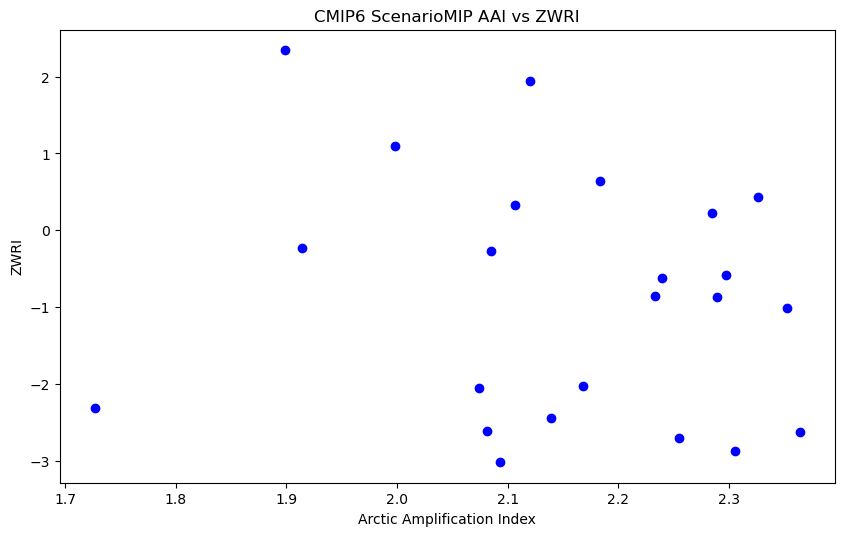 CMIP6 ScenarioMIP AAI vs ZWRI
2
1
0
−1
−2
−3
ZWRI
1.7 1.8 1.9 2.0 2.1 2.2 2.3
Arctic Amplification Index